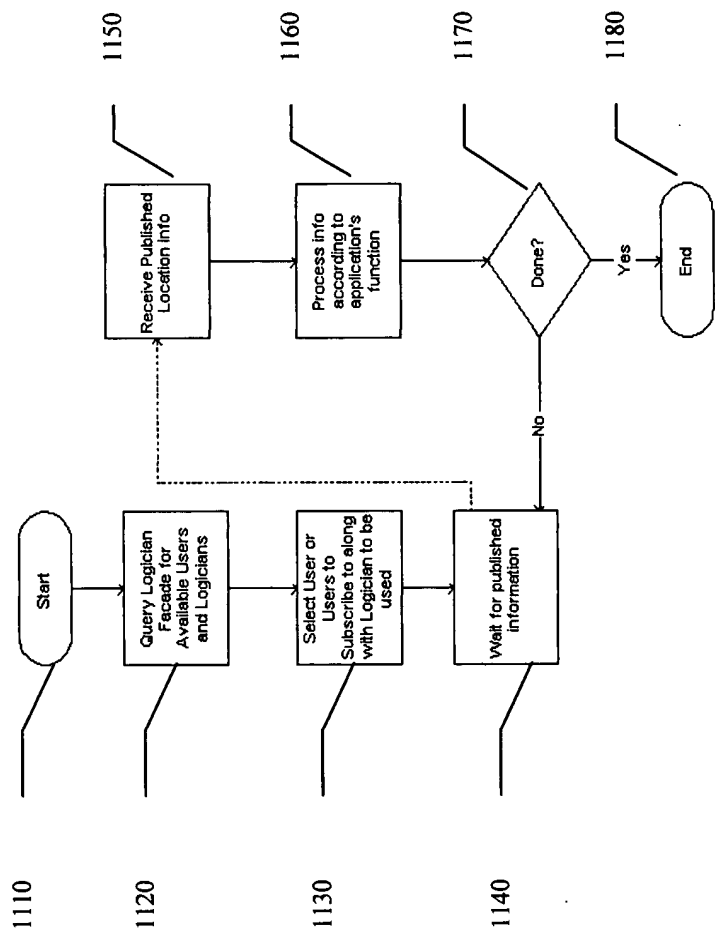 1110
Start
1120
Query Logician
Facade for
Available Users
and Logicians
1130
Select User or
Users to
Subscribe to along
with Logician to be
used
1140
Wait for published
information
1150
Receive Published
Location Info
1160
Process info
according to
application's
function
1170
Done?
No
Yes
1180
End